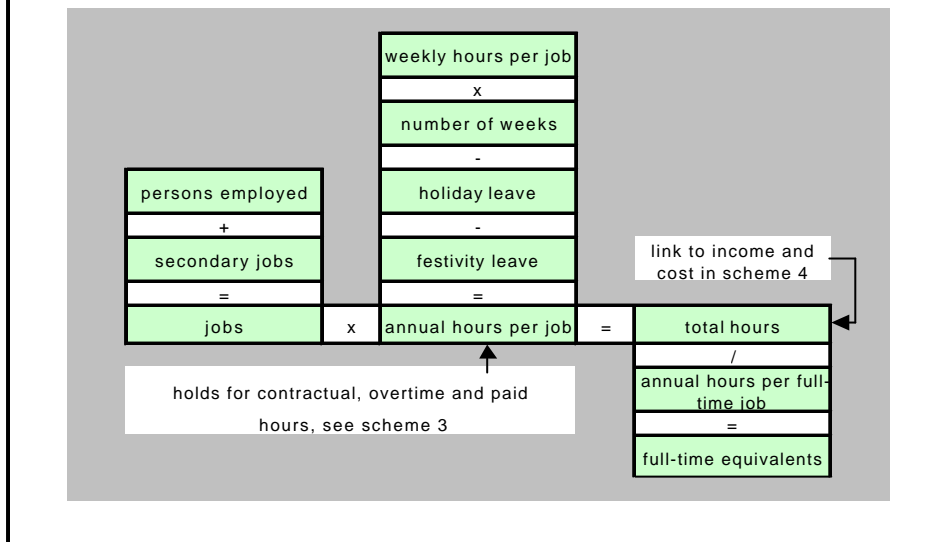 weekly hours per job
x
number of weeks
-
persons employed
holiday leave
+
-
secondary jobs
festivity leave
link to income and
cost in scheme 4
=
=
jobs
x
annual hours per job
=
total hours
/
holds for contractual, overtime and paid
hours, see scheme 3
annual hours per full-
time job
=
full-time equivalents